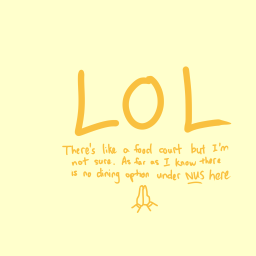 LOL
There's like a food court but I'm
not sure. As far as I know there
is no dining option under NUS here